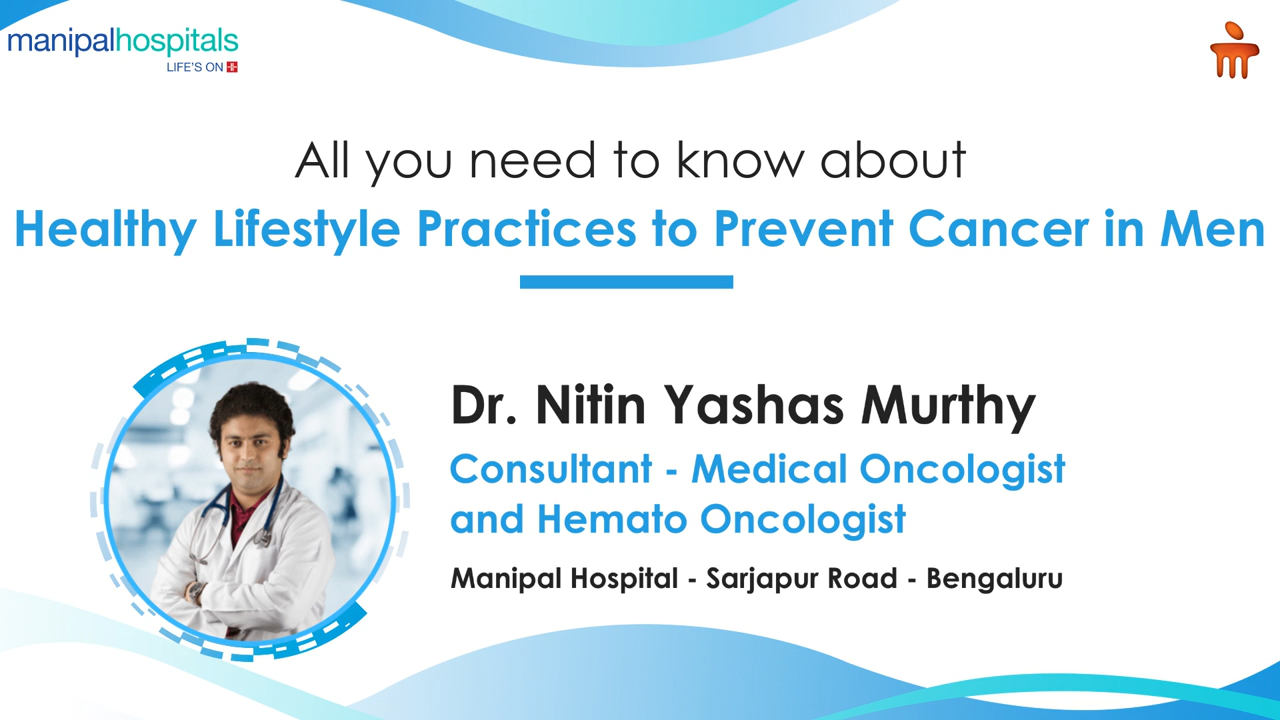 manipalhospitals
LIFE'S ON
All you need to know about
Healthy Lifestyle Practices to Prevent Cancer in Men
Dr. Nitin Yashas Murthy
Consultant - Medical Oncologist
and Hemato Oncologist
Manipal Hospital - Sarjapur Road - Bengaluru